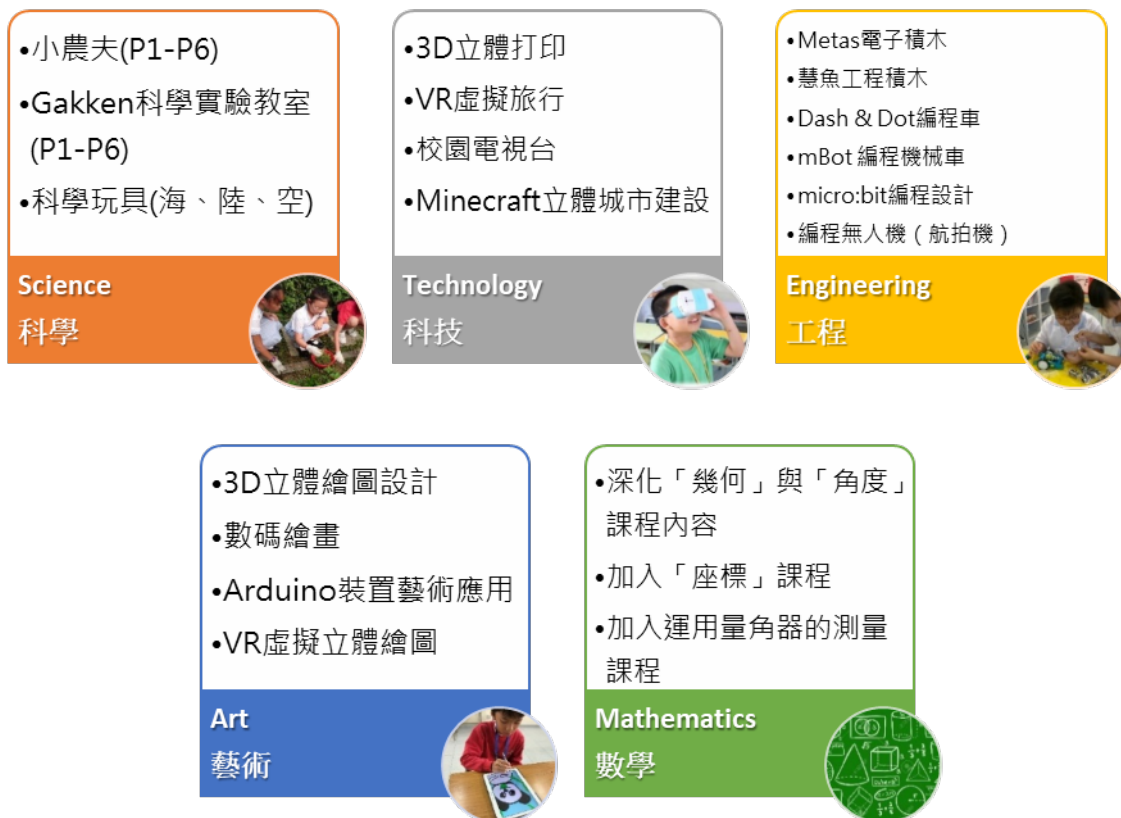 •小農夫(P1-P6)
•Gakken科學實驗教室
(P1-P6)
•科學玩具(海、陸、空)
Science
科學
•3D立體打印
•VR虛擬旅行
•校園電視台
•Minecraft立體城市建設
Technology
科技
•Metas電子積木
•慧魚工程積木
•Dash & Dot編程車
•mBot 編程機械車
•micro:bit編程設計
•編程無人機（航拍機）
Engineering
工程
•3D立體繪圖設計
•數碼繪畫
•Arduino裝置藝術應用
•VR虛擬立體繪圖
Art
藝術
•深化「幾何」與「角度」
課程內容
•加入「座標」課程
•加入運用量角器的測量
課程
Mathematics
數學